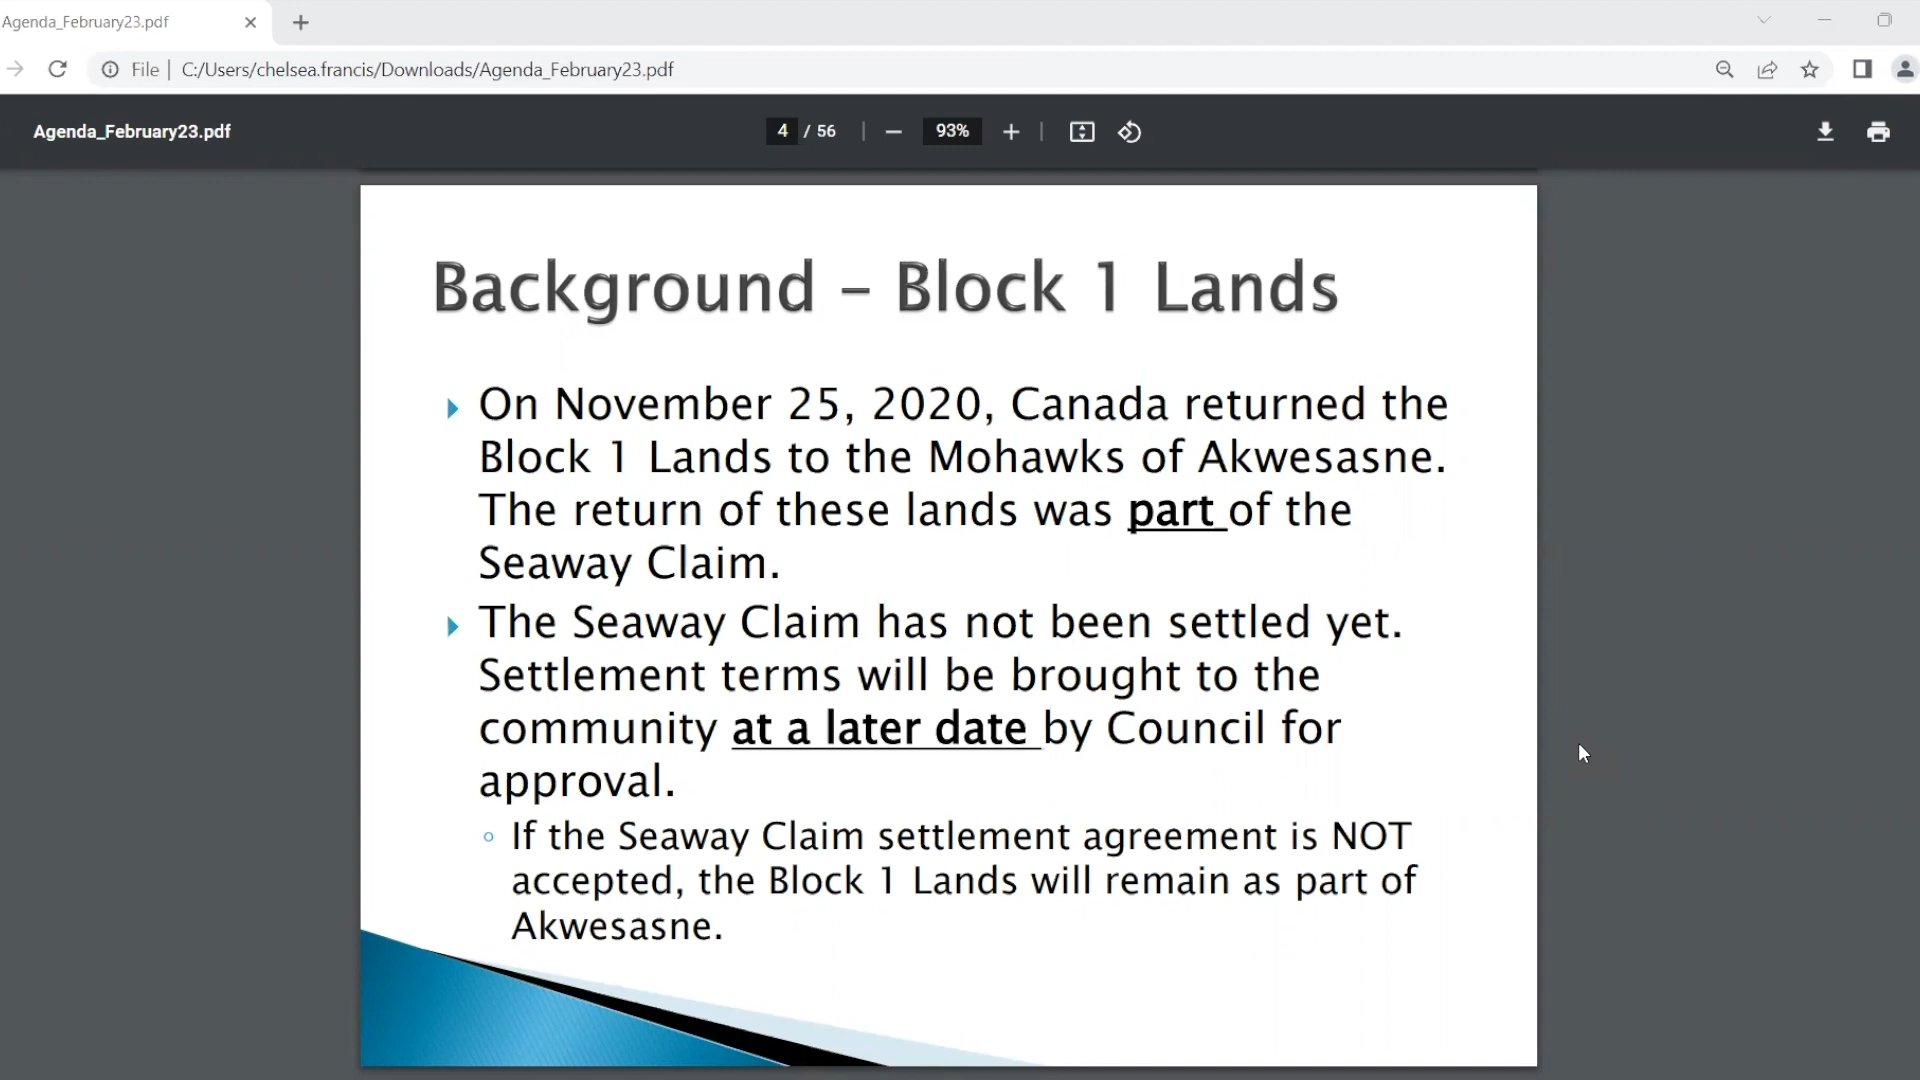 Agenda_February23.pdf
File | C:/Users/chelsea.francis/Downloads/Agenda_February23.pdf
Agenda_February23.pdf
4 / 56
93%
Background – Block 1 Lands
On November 25, 2020, Canada returned the
Block 1 Lands to the Mohawks of Akwesasne.
The return of these lands was part of the
Seaway Claim.
The Seaway Claim has not been settled yet.
Settlement terms will be brought to the
community at a later date by Council for
approval.
If the Seaway Claim settlement agreement is NOT
accepted, the Block 1 Lands will remain as part of
Akwesasne.